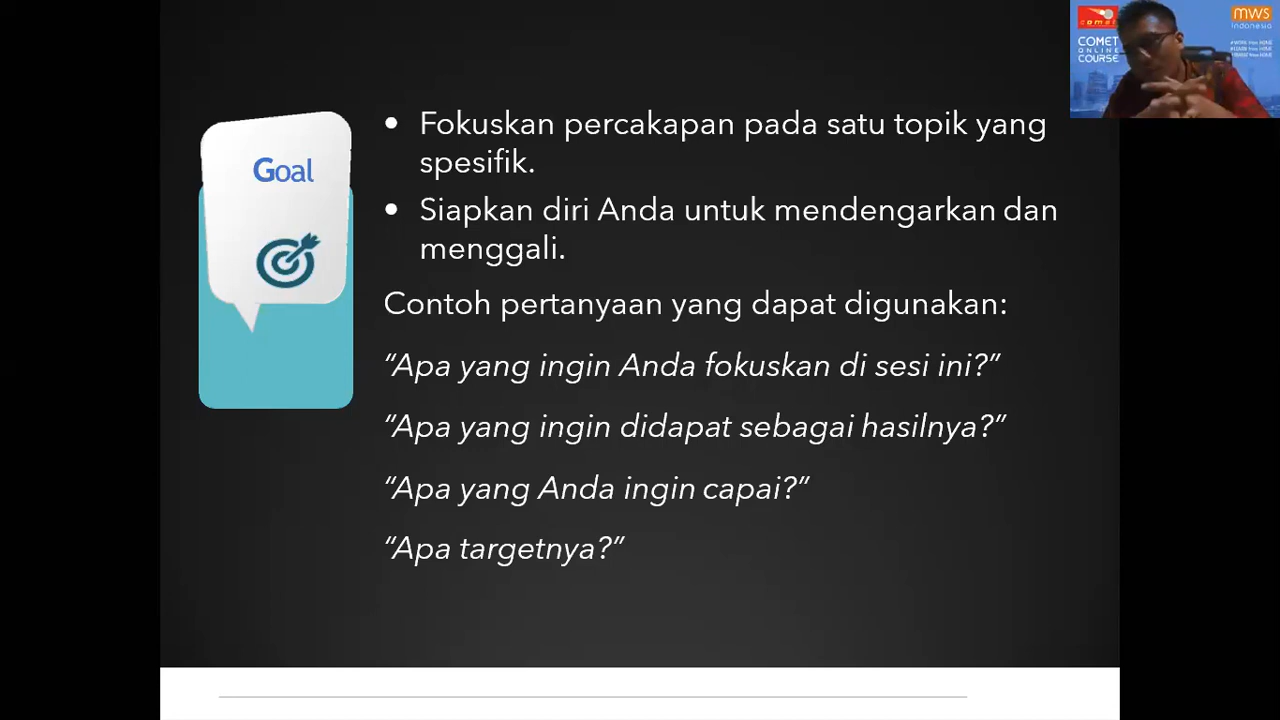 Goal
• Fokuskan percakapan pada satu topik yang
spesifik.
• Siapkan diri Anda untuk mendengarkan dan
menggali.
Contoh pertanyaan yang dapat digunakan:
“Apa yang ingin Anda fokuskan di sesi ini?”
“Apa yang ingin didapat sebagai hasilnya?”
“Apa yang Anda ingin capai?”
“Apa targetnya?”
comet
COMET
ONLINE
COURSE
mws
indonesia